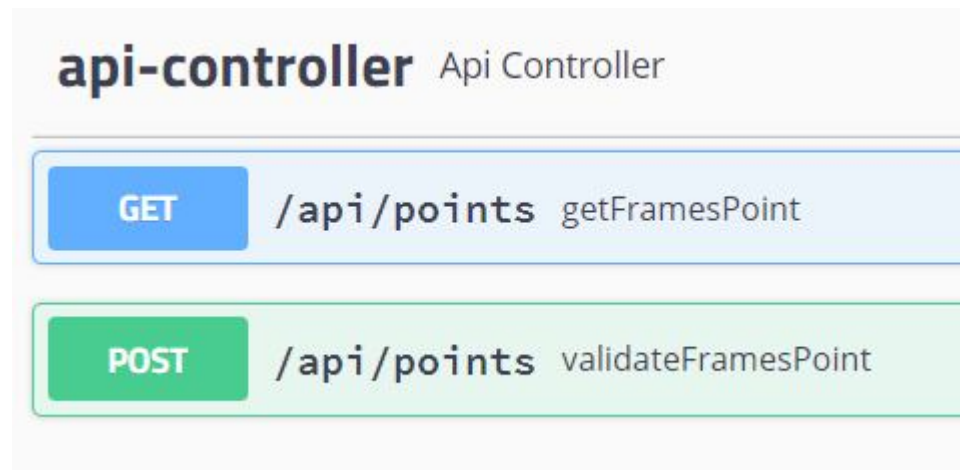 api-controller Api Controller
GET /api/points getFramesPoint
POST /api/points validateFramesPoint